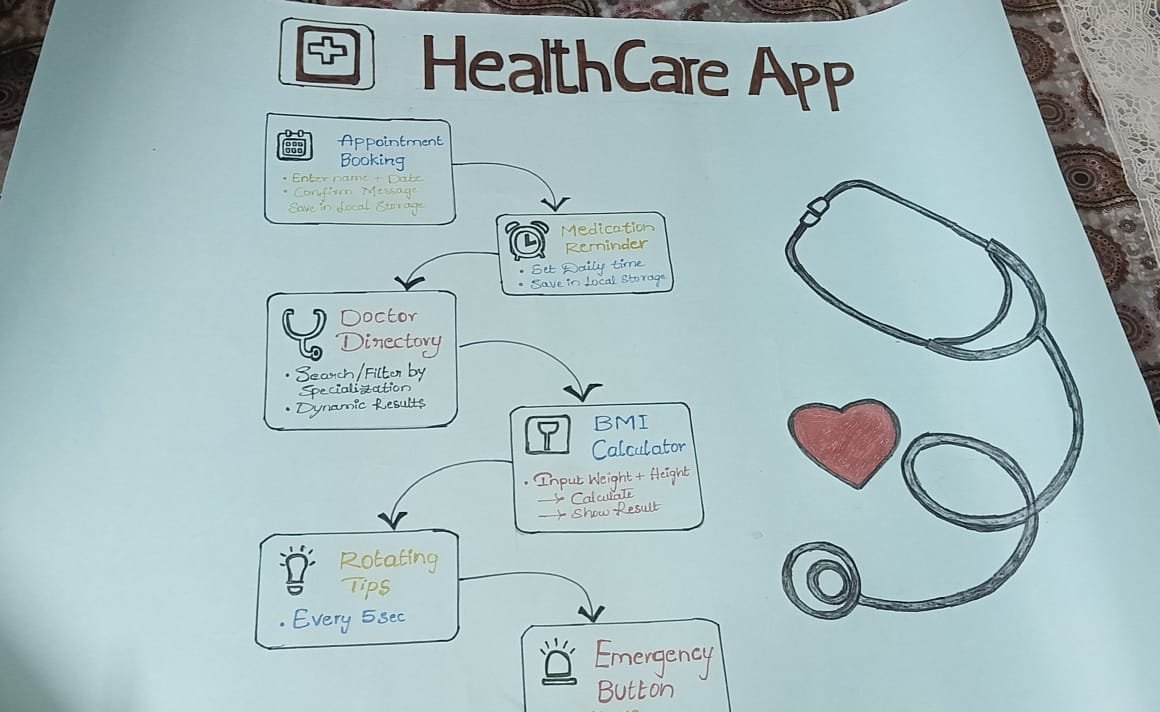 HealthCare App
Appointment
Booking
• Enter name + Date
• Confirm Message
Save in Local Storage
Medication
Reminder
• Set Daily time
• Save in Local Storage
Doctor
Directory
• Search/Filter by
Specialization
• Dynamic Results
BMI
Calculator
• Input Weight + Height
→ Calculate
→ Show Result
Rotating
Tips
• Every 5sec
Emergency
Button